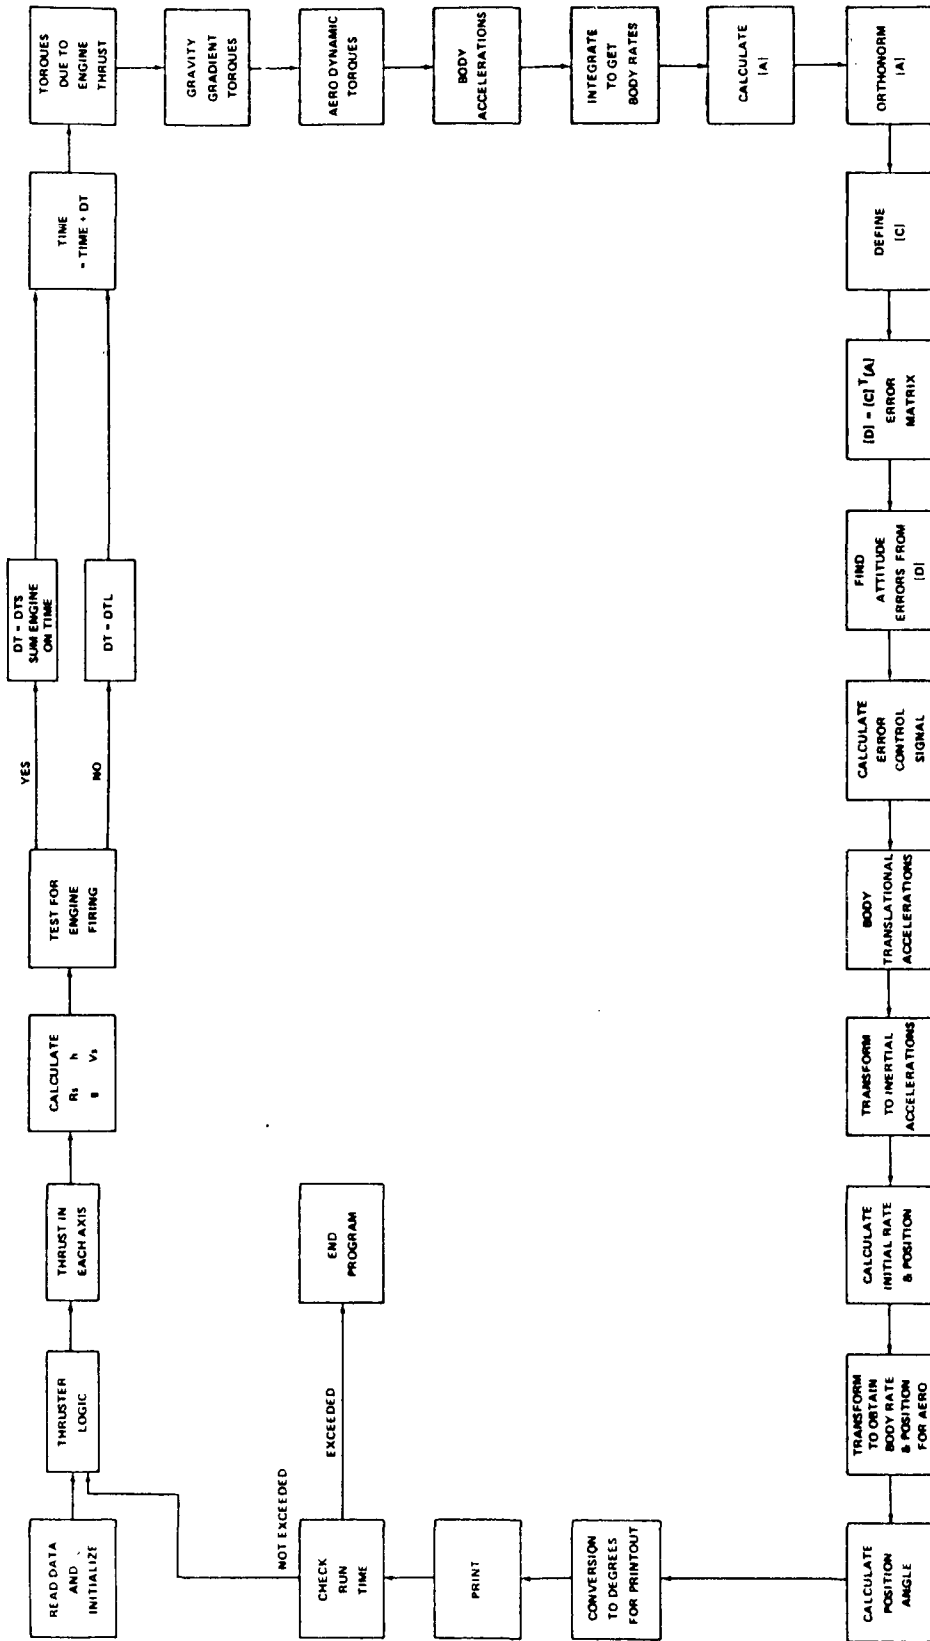 READ DATA
AND
INITIALIZE
THRUSTER
LOGIC
THRUST IN
EACH AXIS
CALCULATE
Rs h
g Vs
TEST FOR
ENGINE
FIRING
YES
NO
DT = DTS
SUM ENGINE
ON TIME
DT = DTL
TIME
= TIME + DT
TORQUES
DUE TO
ENGINE
THRUST
GRAVITY
GRADIENT
TORQUES
AERO DYNAMIC
TORQUES
BODY
ACCELERATIONS
INTEGRATE
TO GET
BODY RATES
CALCULATE
[A]
ORTHONORM
[A]
DEFINE
[C]
[D] = [C]ᵀ[A]
ERROR
MATRIX
FIND
ATTITUDE
ERRORS FROM
[D]
CALCULATE
ERROR
CONTROL
SIGNAL
BODY
TRANSLATIONAL
ACCELERATIONS
TRANSFORM
TO INERTIAL
ACCELERATIONS
CALCULATE
INITIAL RATE
& POSITION
TRANSFORM
TO OBTAIN
BODY RATE
& POSITION
FOR AERO
CALCULATE
POSITION
ANGLE
CONVERSION
TO DEGREES
FOR PRINTOUT
PRINT
CHECK
RUN
TIME
NOT EXCEEDED
EXCEEDED
END
PROGRAM